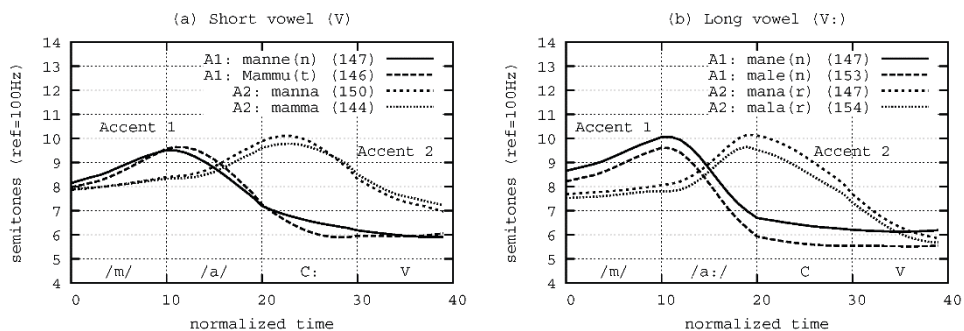 (a) Short vowel (V)
14
13
12
11
10
9
8
7
6
5
4
semitones (ref=100Hz)
A1: manne(n) (147)
A1: Mammu(t) (146)
A2: manna (150)
A2: mamma (144)
Accent 1
Accent 2
/m/ /a/ C: V
0 10 20 30 40
normalized time
(b) Long vowel (V:)
14
13
12
11
10
9
8
7
6
5
4
semitones (ref=100Hz)
A1: mane(n) (147)
A1: male(n) (153)
A2: mana(r) (147)
A2: mala(r) (154)
Accent 1
Accent 2
/m/ /a:/ C V
0 10 20 30 40
normalized time